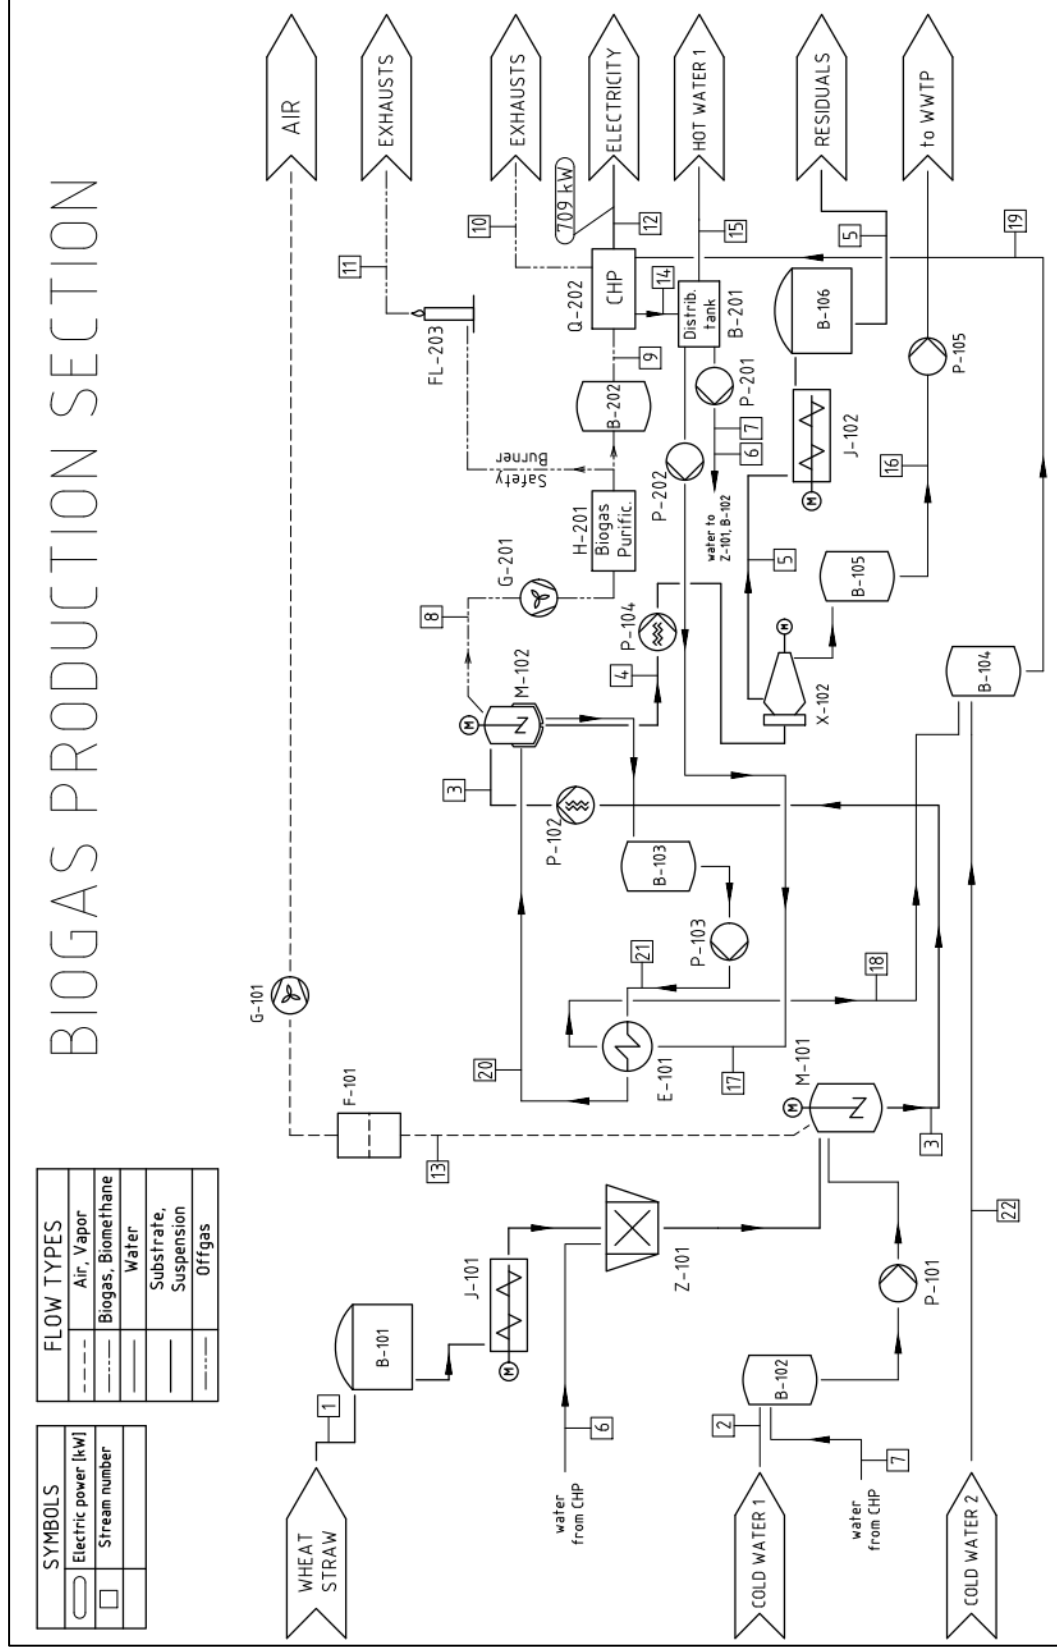 BIOGAS PRODUCTION SECTION
SYMBOLS
Electric power [kW]
Stream number
FLOW TYPES
Air, Vapor
Biogas, Biomethane
Water
Substrate,
Suspension
Offgas
WHEAT
STRAW
1
B-101
M
J-101
water
from CHP
6
Z-101
COLD WATER 1
2
B-102
water
from CHP
7
P-101
COLD WATER 2
22
F-101
13
G-101
AIR
M
M-101
3
20
E-101
17
21
18
P-103
B-103
P-102
3
M
M-102
8
G-201
4
P-104
H-201
Biogas
Purific.
Safety
Burner
FL-203
11
EXHAUSTS
B-202
9
Q-202
CHP
10
EXHAUSTS
709 kW
12
ELECTRICITY
14
Distrib.
tank
B-201
15
HOT WATER 1
P-202
P-201
7
6
water to
Z-101, B-102
X-102
M
5
M
J-102
B-106
5
RESIDUALS
B-105
16
P-105
to WWTP
B-104
19